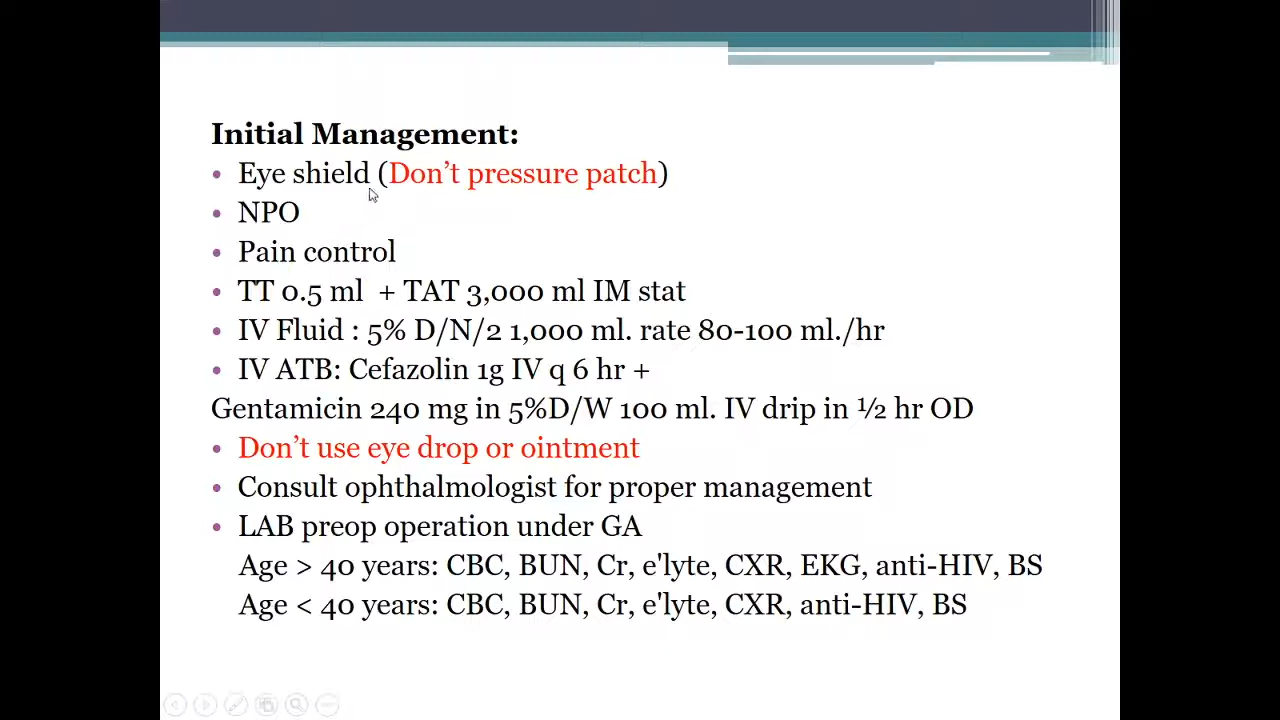 Initial Management:
• Eye shield (Don't pressure patch)
• NPO
• Pain control
• TT 0.5 ml  + TAT 3,000 ml IM stat
• IV Fluid : 5% D/N/2 1,000 ml. rate 80-100 ml./hr
• IV ATB: Cefazolin 1g IV q 6 hr +
Gentamicin 240 mg in 5%D/W 100 ml. IV drip in ½ hr OD
• Don't use eye drop or ointment
• Consult ophthalmologist for proper management
• LAB preop operation under GA
Age > 40 years: CBC, BUN, Cr, e'lyte, CXR, EKG, anti-HIV, BS
Age < 40 years: CBC, BUN, Cr, e'lyte, CXR, anti-HIV, BS